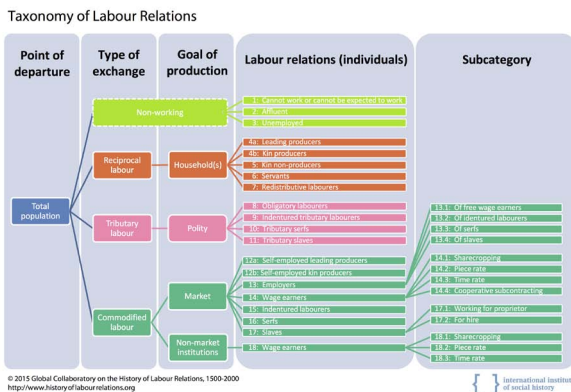 Taxonomy of Labour Relations
Point of
departure
Type of
exchange
Goal of
production
Labour relations (individuals)
Subcategory
Total
population
Non-working
1: Cannot work or cannot be expected to work
2: Affluent
3: Unemployed
Reciprocal
labour
Household(s)
4a: Leading producers
4b: Kin producers
5: Kin non-producers
6: Servants
7: Redistributive labourers
Tributary
labour
Polity
8: Obligatory labourers
9: Indentured tributary labourers
10: Tributary serfs
11: Tributary slaves
Commodified
labour
Market
12a: Self-employed leading producers
12b: Self-employed kin producers
13: Employers
14: Wage earners
15: Indentured labourers
16: Serfs
17: Slaves
Non-market
institutions
18: Wage earners
13.1: Of free wage earners
13.2: Of identured labourers
13.3: Of serfs
13.4: Of slaves
14.1: Sharecropping
14.2: Piece rate
14.3: Time rate
14.4: Cooperative subcontracting
17.1: Working for proprietor
17.2: For hire
18.1: Sharecropping
18.2: Piece rate
18.3: Time rate
© 2015 Global Collaboratory on the History of Labour Relations, 1500-2000
http://www.historyoflabourrelations.org
international institute
of social history